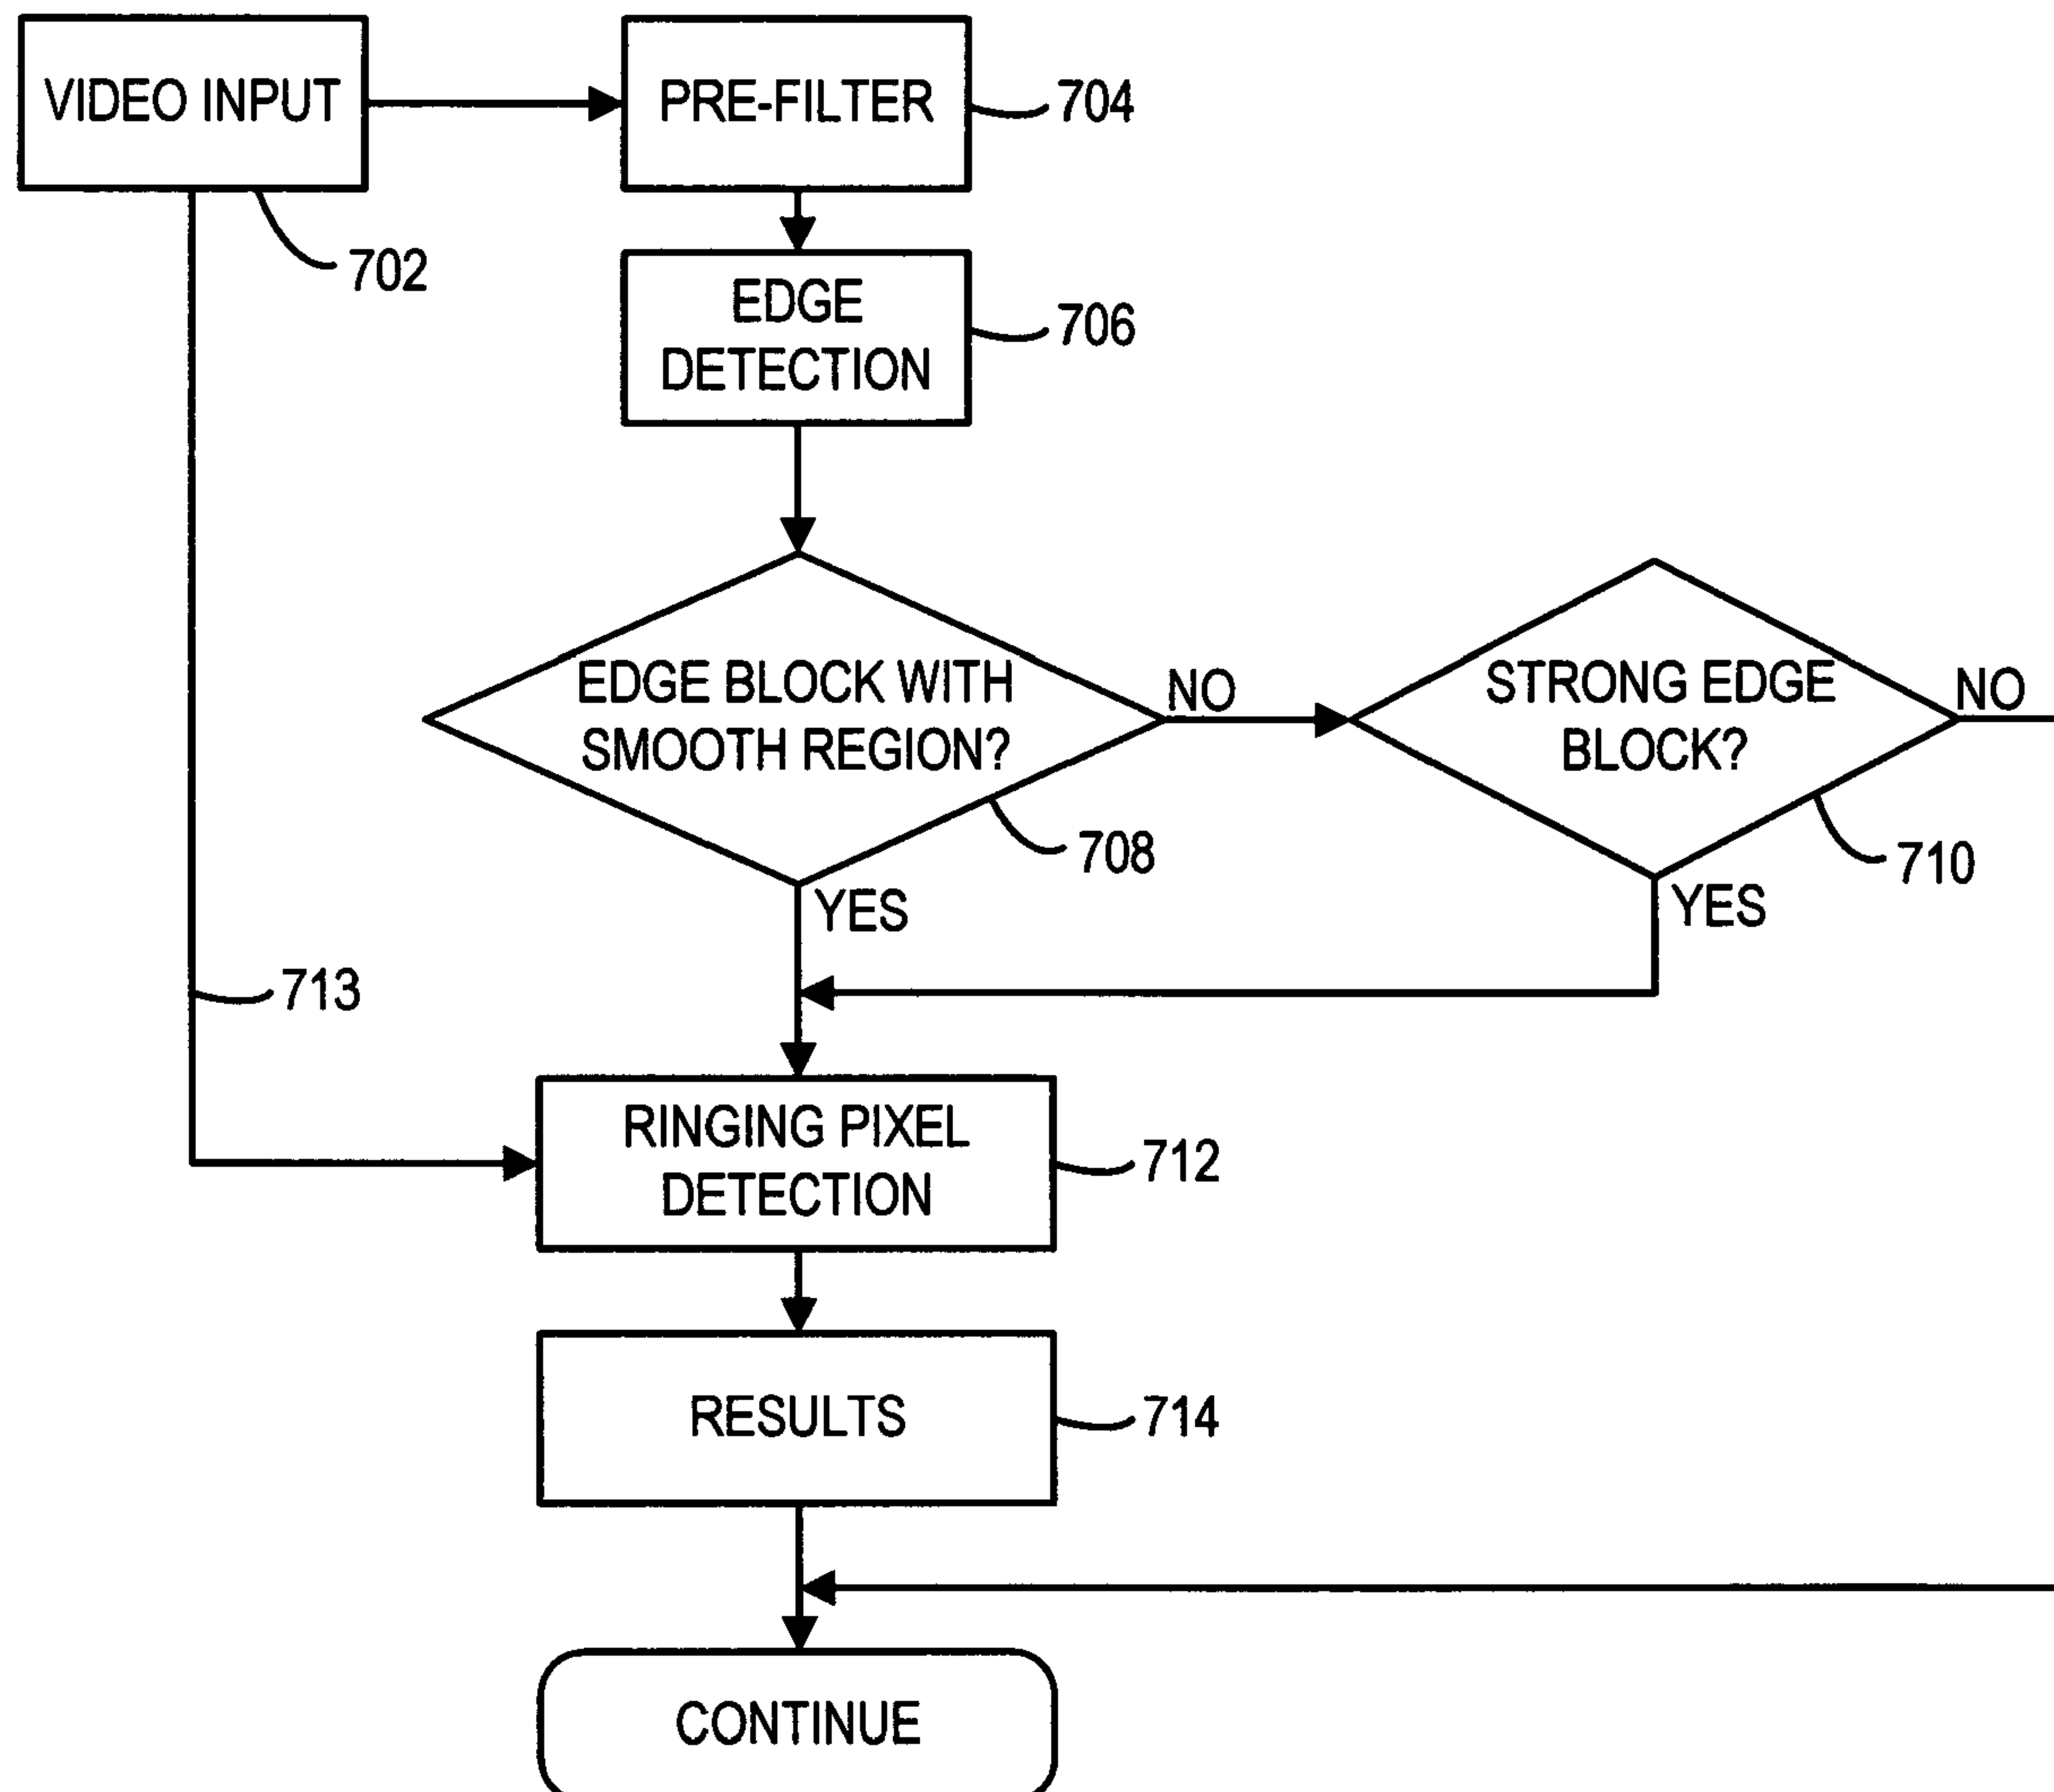 VIDEO INPUT
702
PRE-FILTER
704
EDGE
DETECTION
706
EDGE BLOCK WITH
SMOOTH REGION?
708
NO
YES
STRONG EDGE
BLOCK?
710
NO
YES
713
RINGING PIXEL
DETECTION
712
RESULTS
714
CONTINUE